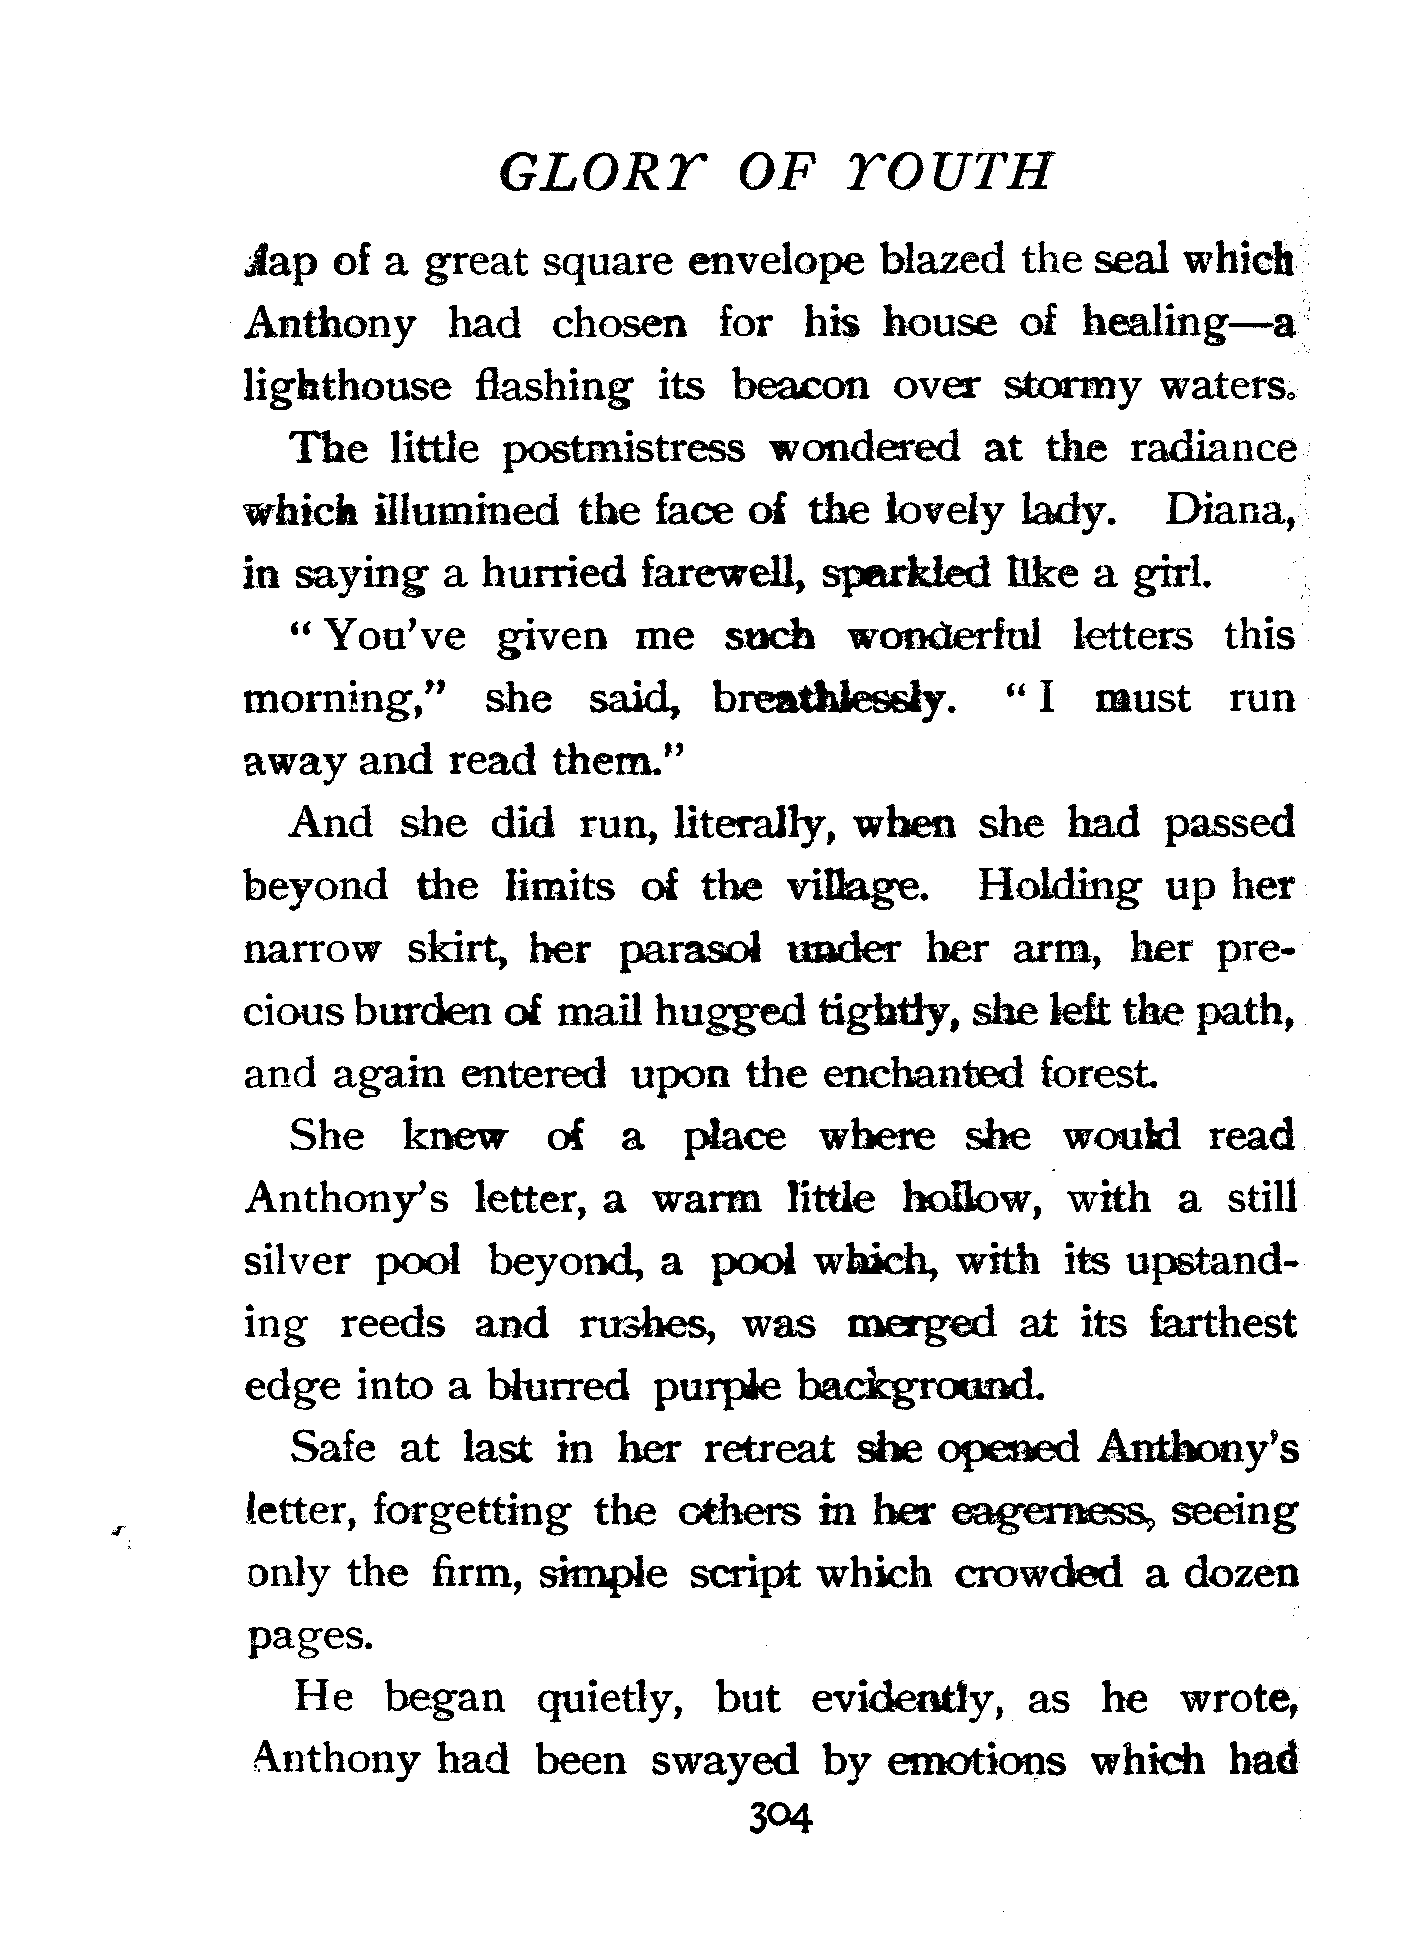 GLORY OF YOUTH
flap of a great square envelope blazed the seal which
Anthony had chosen for his house of healing—a
lighthouse flashing its beacon over stormy waters.
The little postmistress wondered at the radiance
which illumined the face of the lovely lady. Diana,
in saying a hurried farewell, sparkled like a girl.
“ You've given me such wonderful letters this
morning,” she said, breathlessly. “ I must run
away and read them.”
And she did run, literally, when she had passed
beyond the limits of the village. Holding up her
narrow skirt, her parasol under her arm, her pre-
cious burden of mail hugged tightly, she left the path,
and again entered upon the enchanted forest.
She knew of a place where she would read
Anthony's letter, a warm little hollow, with a still
silver pool beyond, a pool which, with its upstand-
ing reeds and rushes, was merged at its farthest
edge into a blurred purple background.
Safe at last in her retreat she opened Anthony's
letter, forgetting the others in her eagerness, seeing
only the firm, simple script which crowded a dozen
pages.
He began quietly, but evidently, as he wrote,
Anthony had been swayed by emotions which had
304